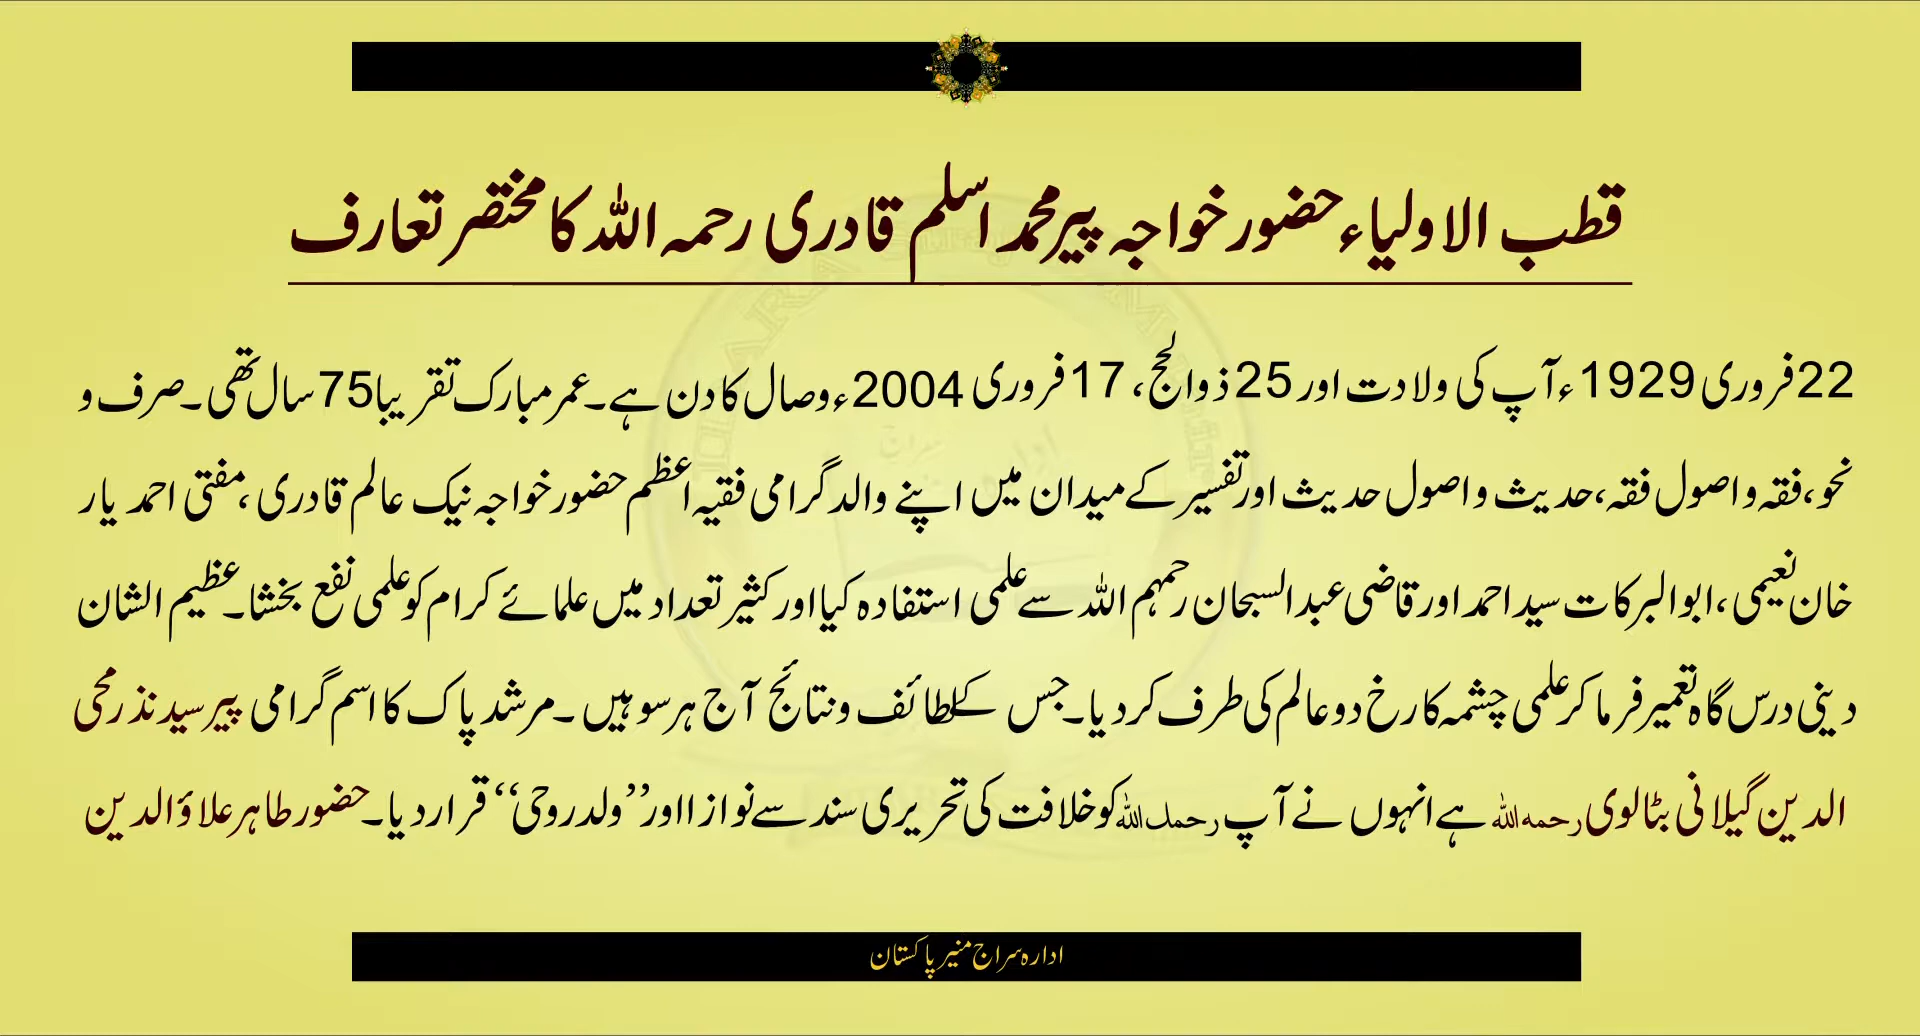 قطب الاولیاء حضور خواجہ پیر محمد اسلم قادری رحمہ اللہ کا مختصر تعارف
22 فروری 1929ء آپ کی ولادت اور 25 ذوالحج، 17 فروری 2004ء وصال کا دن ہے۔ عمر مبارک تقریبا 75 سال تھی۔ صرف و
نحو، فقہ و اصول فقہ، حدیث و اصول حدیث اور تفسیر کے میدان میں اپنے والد گرامی فقیہ اعظم حضور خواجہ نیک عالم قادری، مفتی احمد یار
خان نعیمی، ابوالبرکات سید احمد اور قاضی عبدالسبحان رحمہم اللہ سے علمی استفادہ کیا اور کثیر تعداد میں علمائے کرام کو علمی نفع بخشا۔ عظیم الشان
دینی درس گاہ تعمیر فرما کر علمی چشمہ کا رخ دو عالم کی طرف کر دیا۔ جس کے لطائف و نتائج آج ہر سو ہیں۔ مرشد پاک کا اسم گرامی پیر سید نذر محی
الدین گیلانی بٹالوی رحمہ اللہ ہے انہوں نے آپ رحمہ اللہ کو خلافت کی تحریری سند سے نوازا اور ”ولد روحی“ قرار دیا۔ حضور طاہر علاؤالدین
ادارہ سراج منیر پاکستان